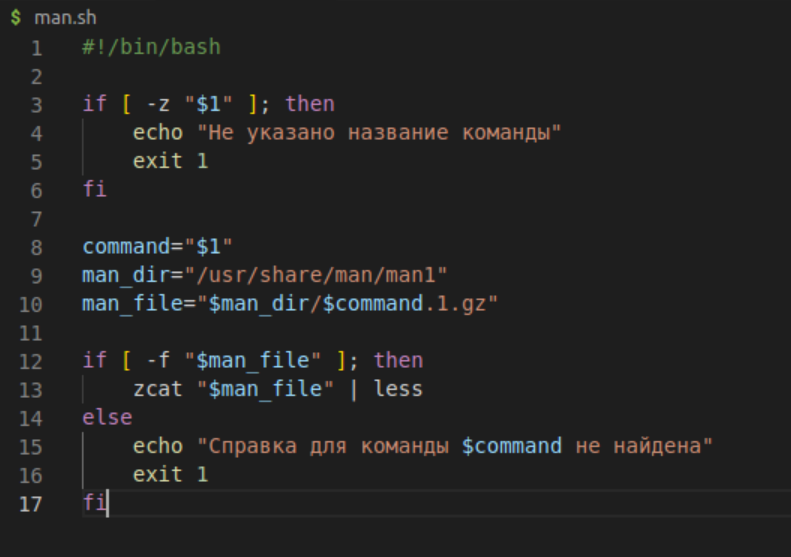 $ man.sh
1 #!/bin/bash
2
3 if [ -z "$1" ]; then
4 echo "Не указано название команды"
5 exit 1
6 fi
7
8 command="$1"
9 man_dir="/usr/share/man/man1"
10 man_file="$man_dir/$command.1.gz"
11
12 if [ -f "$man_file" ]; then
13 zcat "$man_file" | less
14 else
15 echo "Справка для команды $command не найдена"
16 exit 1
17 fi